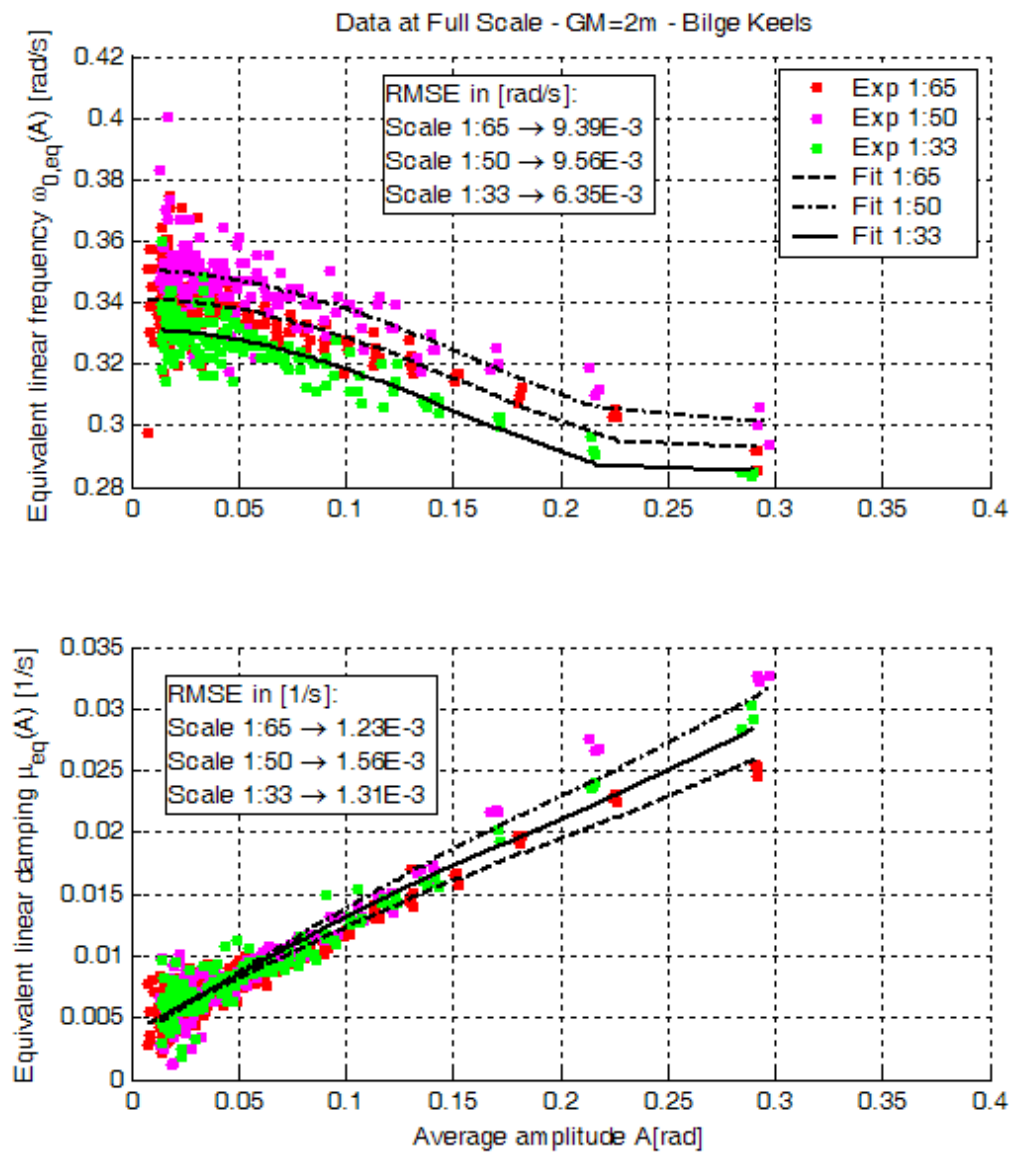 Data at Full Scale - GM=2m - Bilge Keels
Equivalent linear frequency ω0,eq(A) [rad/s]
0.42
0.4
0.38
0.36
0.34
0.32
0.3
0.28
RMSE in [rad/s]:
Scale 1:65 → 9.39E-3
Scale 1:50 → 9.56E-3
Scale 1:33 → 6.35E-3
Exp 1:65
Exp 1:50
Exp 1:33
Fit 1:65
Fit 1:50
Fit 1:33
0 0.05 0.1 0.15 0.2 0.25 0.3 0.35 0.4
Equivalent linear damping μeq(A) [1/s]
0.035
0.03
0.025
0.02
0.015
0.01
0.005
0
RMSE in [1/s]:
Scale 1:65 → 1.23E-3
Scale 1:50 → 1.56E-3
Scale 1:33 → 1.31E-3
0 0.05 0.1 0.15 0.2 0.25 0.3 0.35 0.4
Average amplitude A[rad]